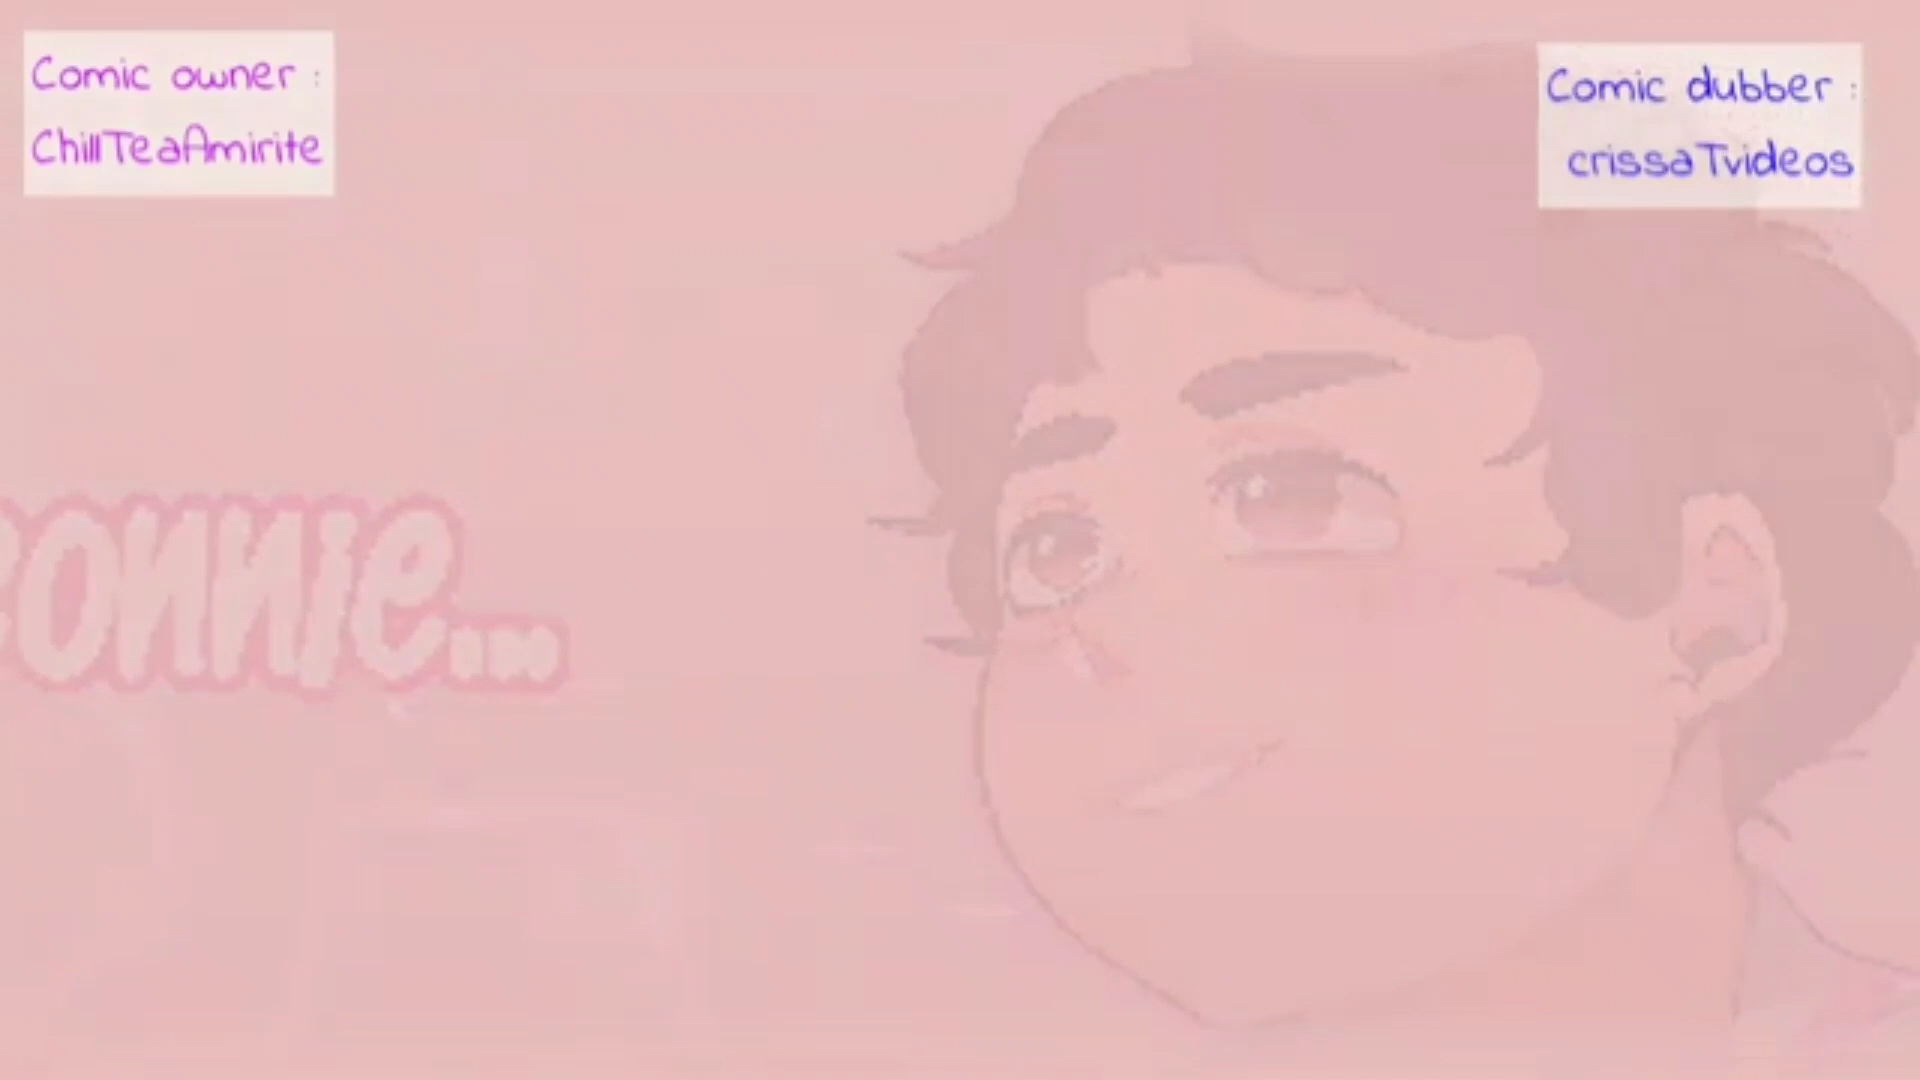 Comic owner :
ChillTeaAmirite
Comic dubber :
crissaTvideos
onnie...